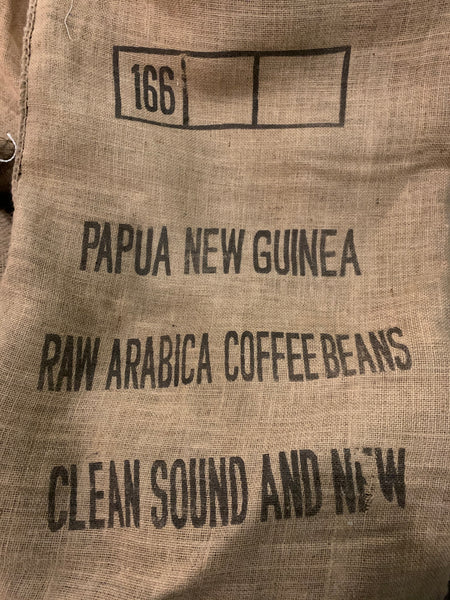 166
PAPUA NEW GUINEA
RAW ARABICA COFFEE BEANS
CLEAN SOUND AND NEW